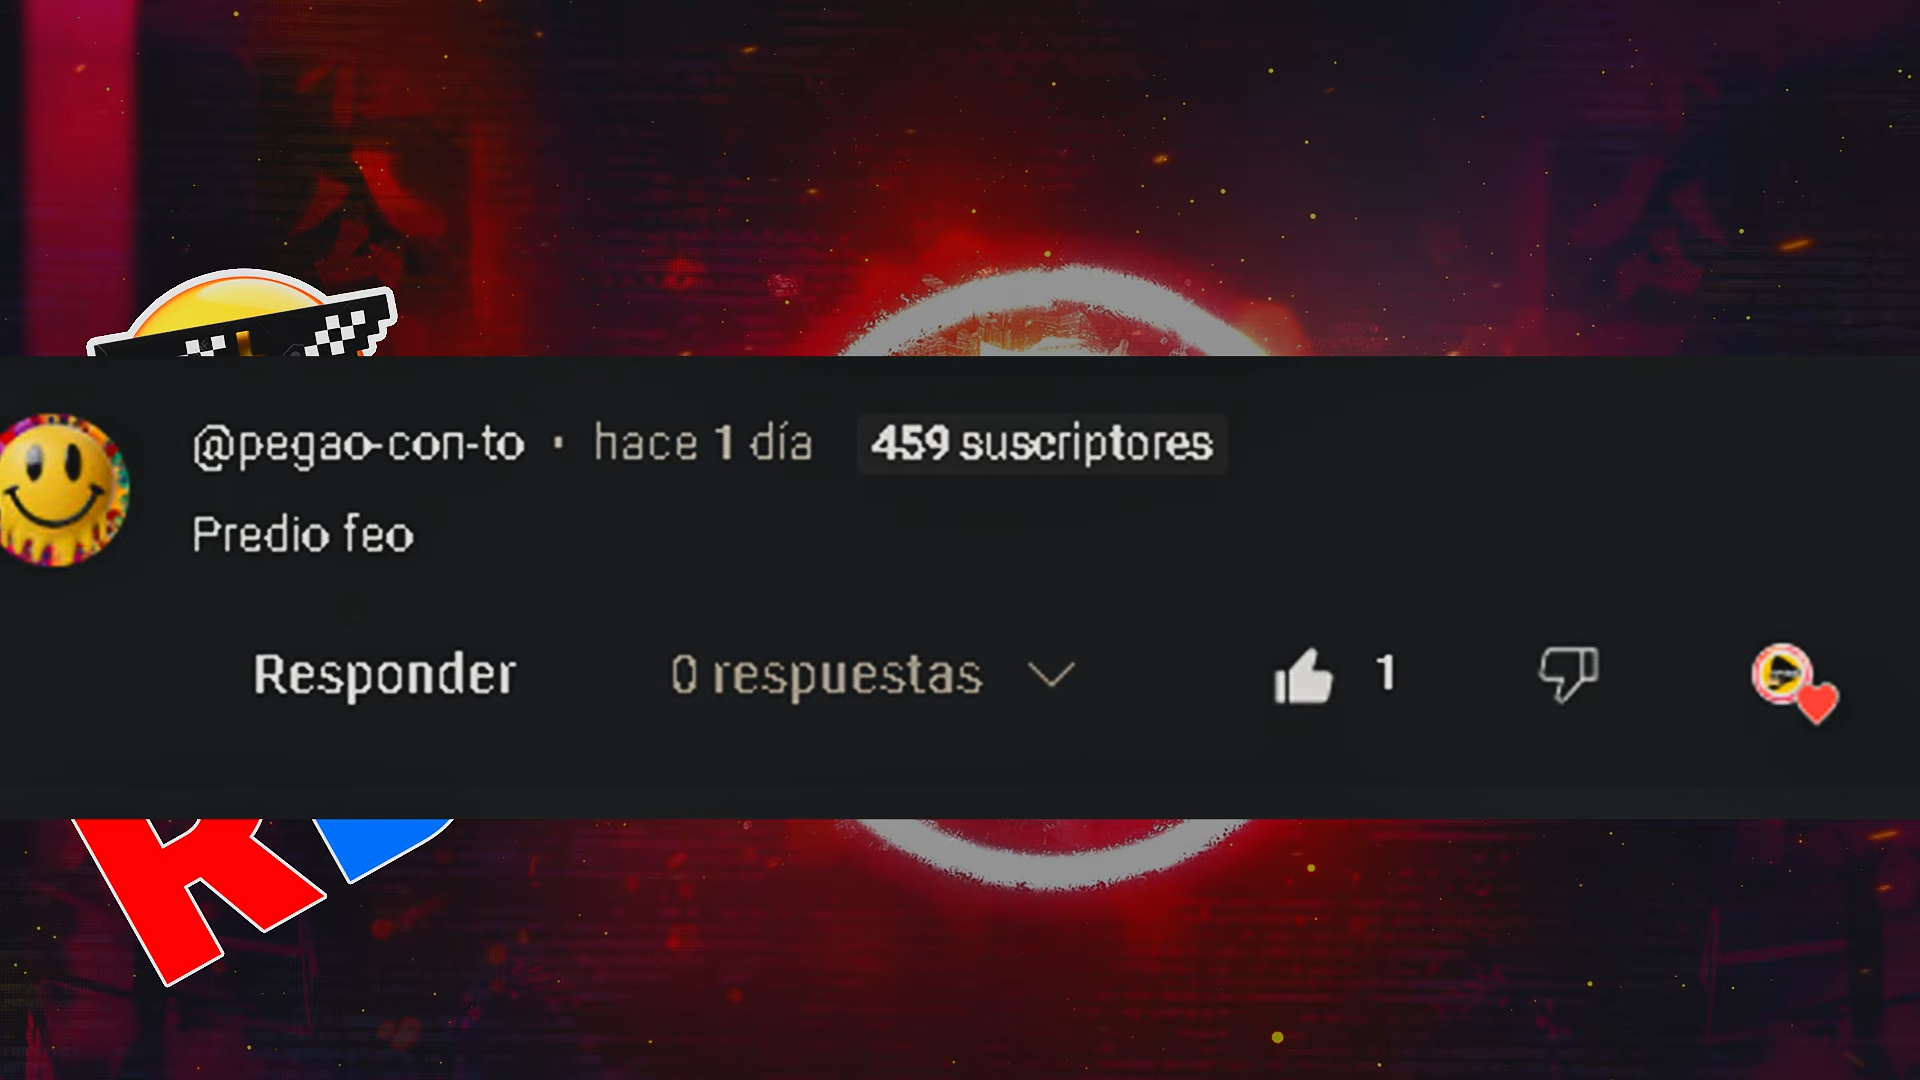 @pegao-con-to · hace 1 día 459 suscriptores
Predio feo
Responder 0 respuestas 1